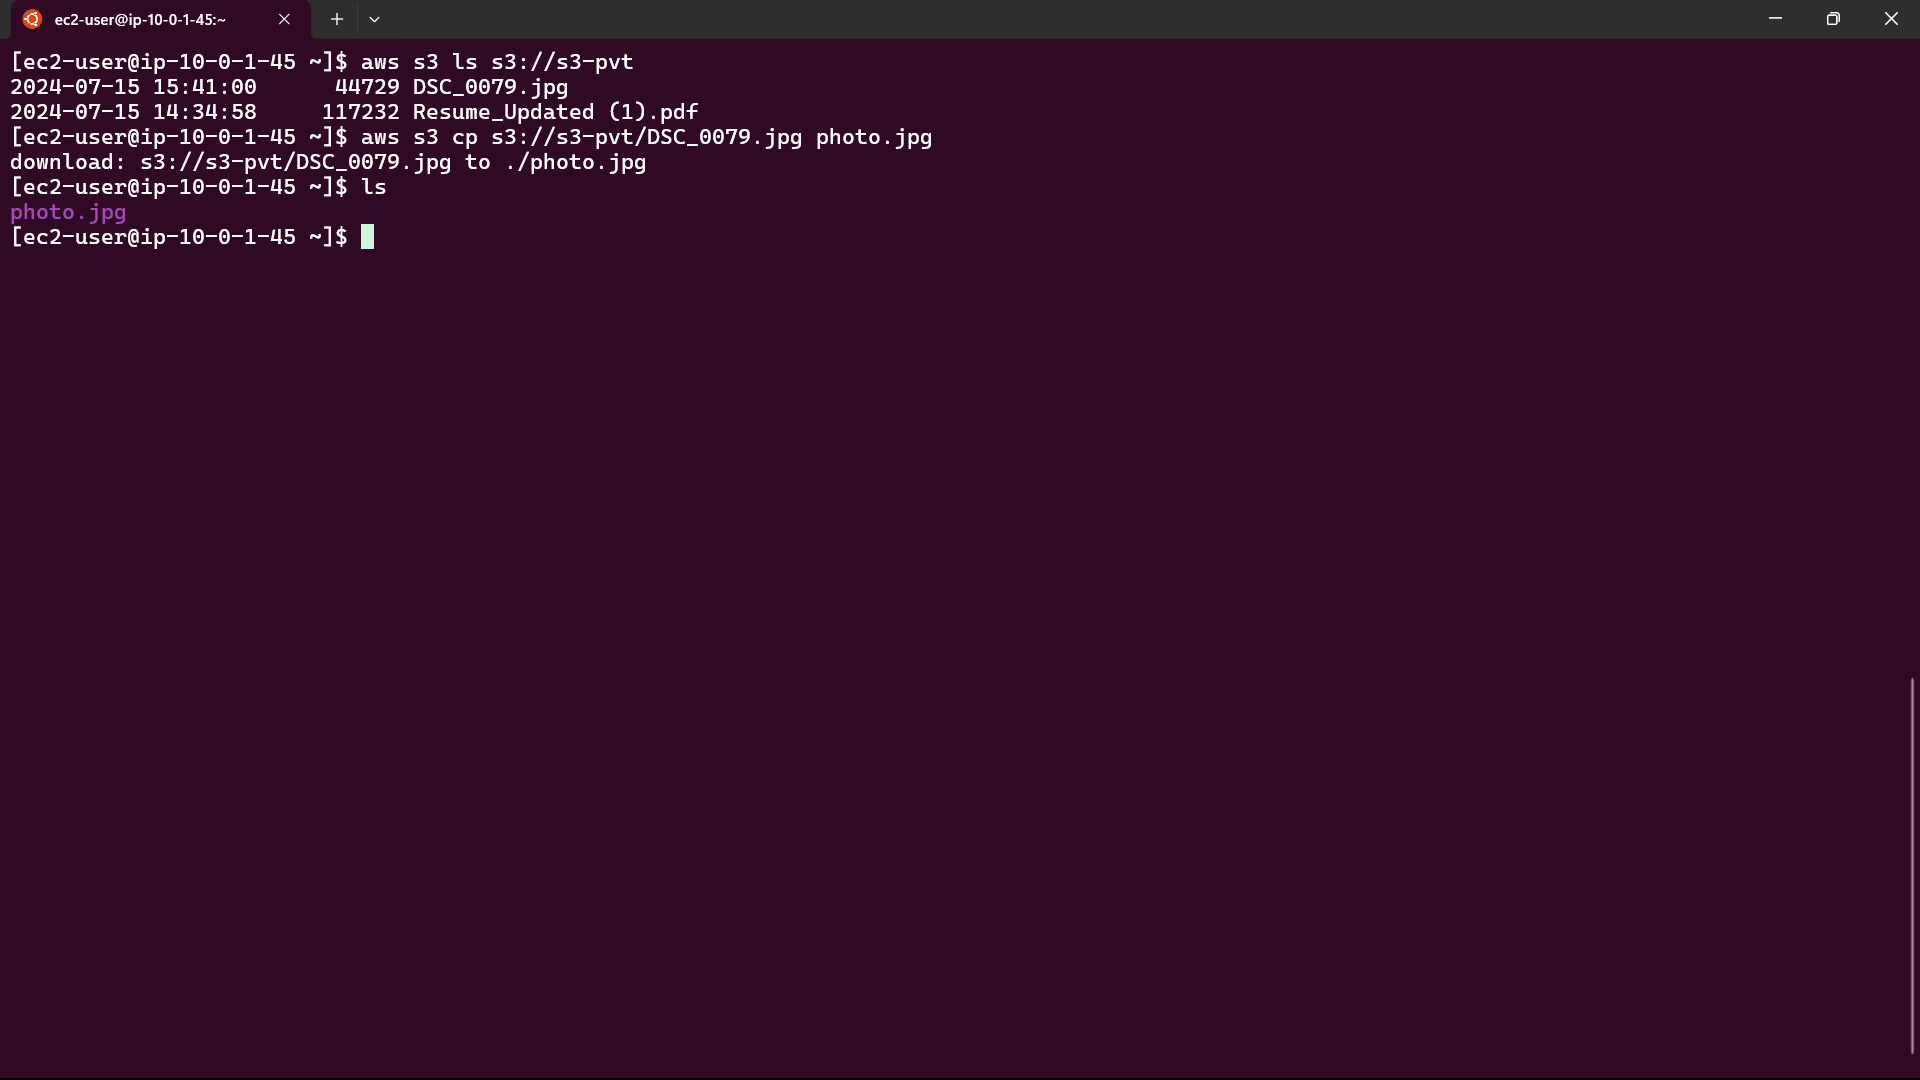 ec2-user@ip-10-0-1-45:~
[ec2-user@ip-10-0-1-45 ~]$ aws s3 ls s3://s3-pvt
2024-07-15 15:41:00      44729 DSC_0079.jpg
2024-07-15 14:34:58     117232 Resume_Updated (1).pdf
[ec2-user@ip-10-0-1-45 ~]$ aws s3 cp s3://s3-pvt/DSC_0079.jpg photo.jpg
download: s3://s3-pvt/DSC_0079.jpg to ./photo.jpg
[ec2-user@ip-10-0-1-45 ~]$ ls
photo.jpg
[ec2-user@ip-10-0-1-45 ~]$